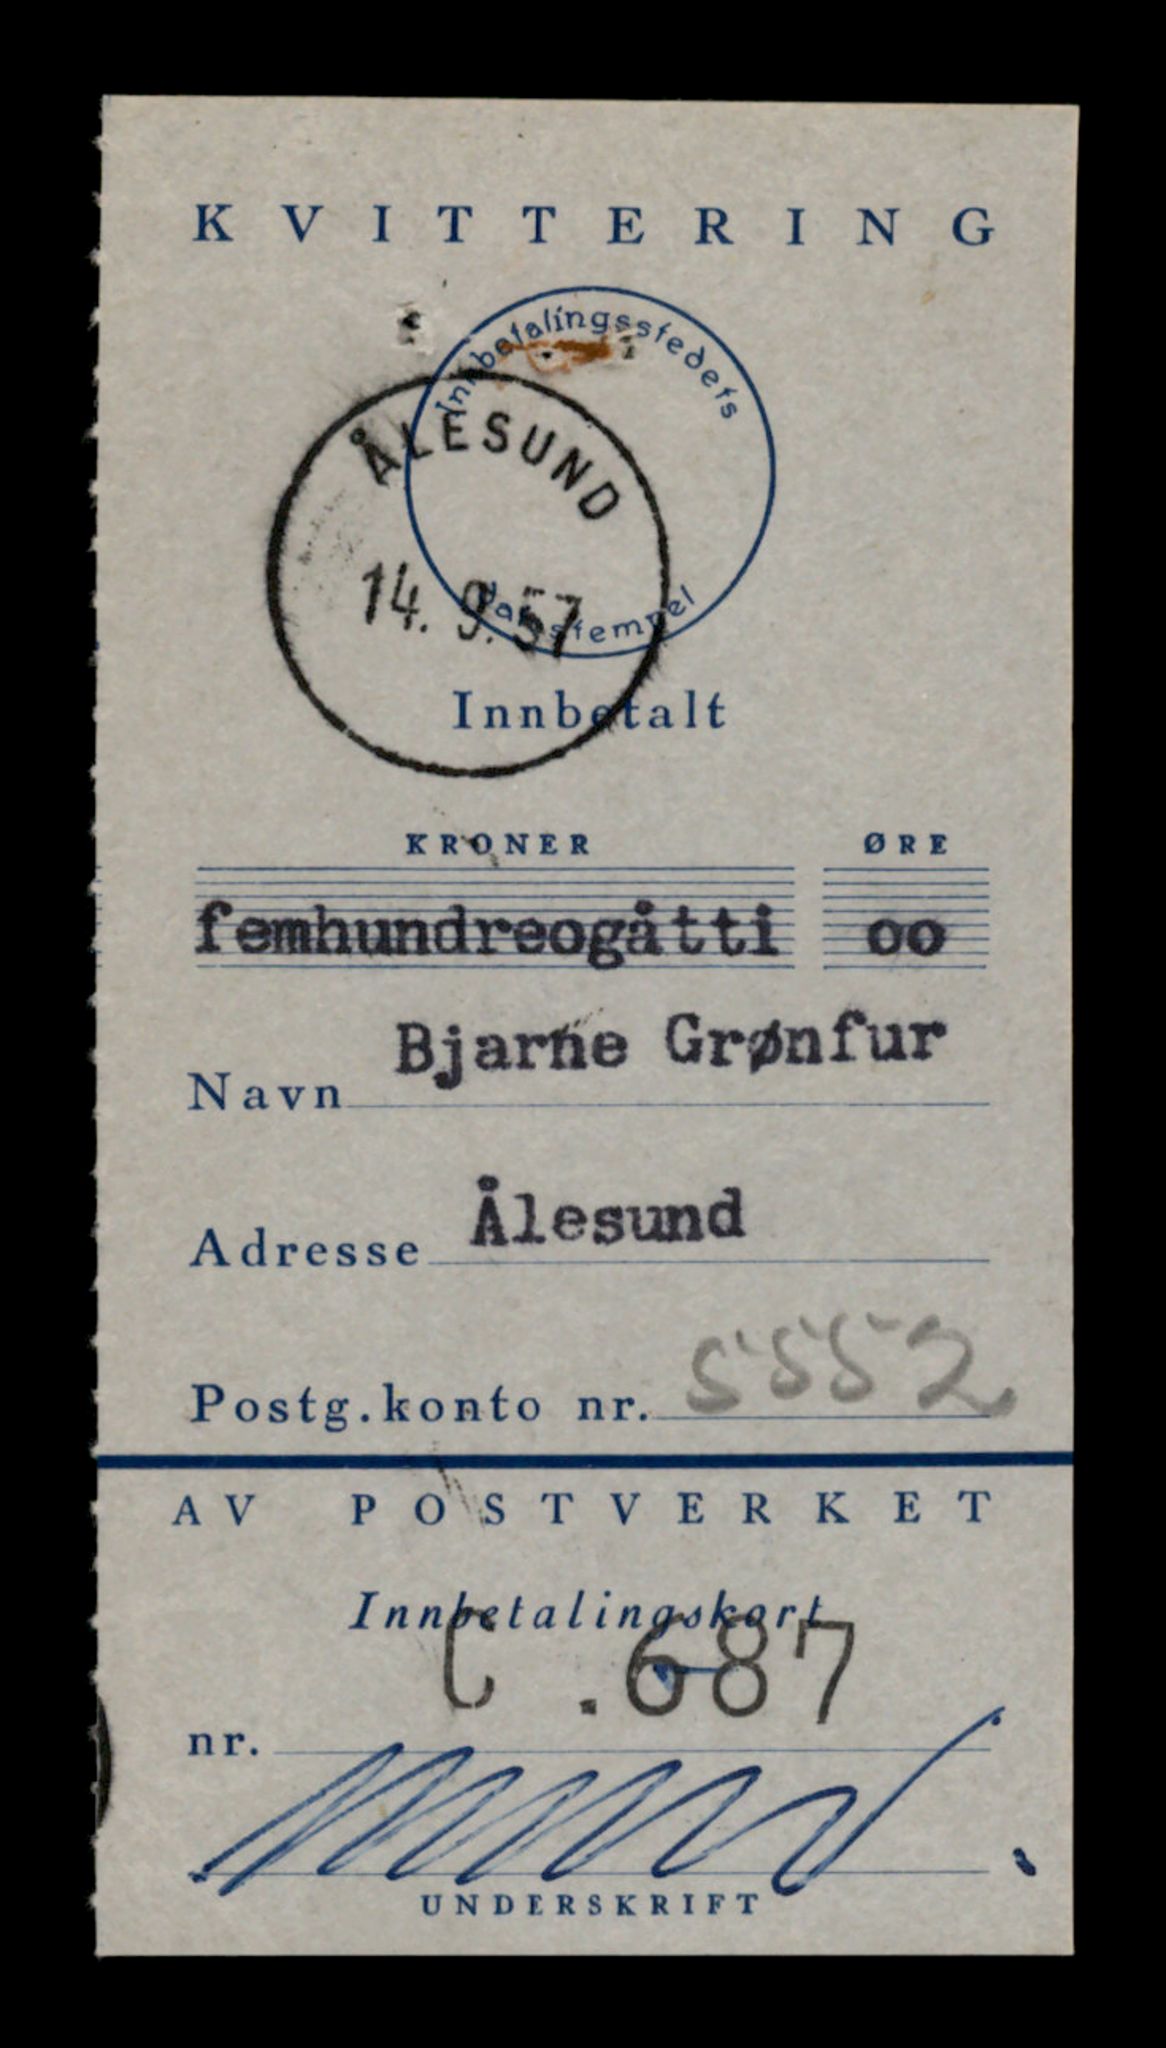 KVITTERING
Innbetalingsstedets
ÅLESUND
14.9.57
datostempel
Innbetalt
KRONER ØRE
femhundreogåtti oo
Navn Bjarne Grønfur
Adresse Ålesund
Postg.konto nr. 5552
AV POSTVERKET
Innbetalingskort
nr. C .687
UNDERSKRIFT